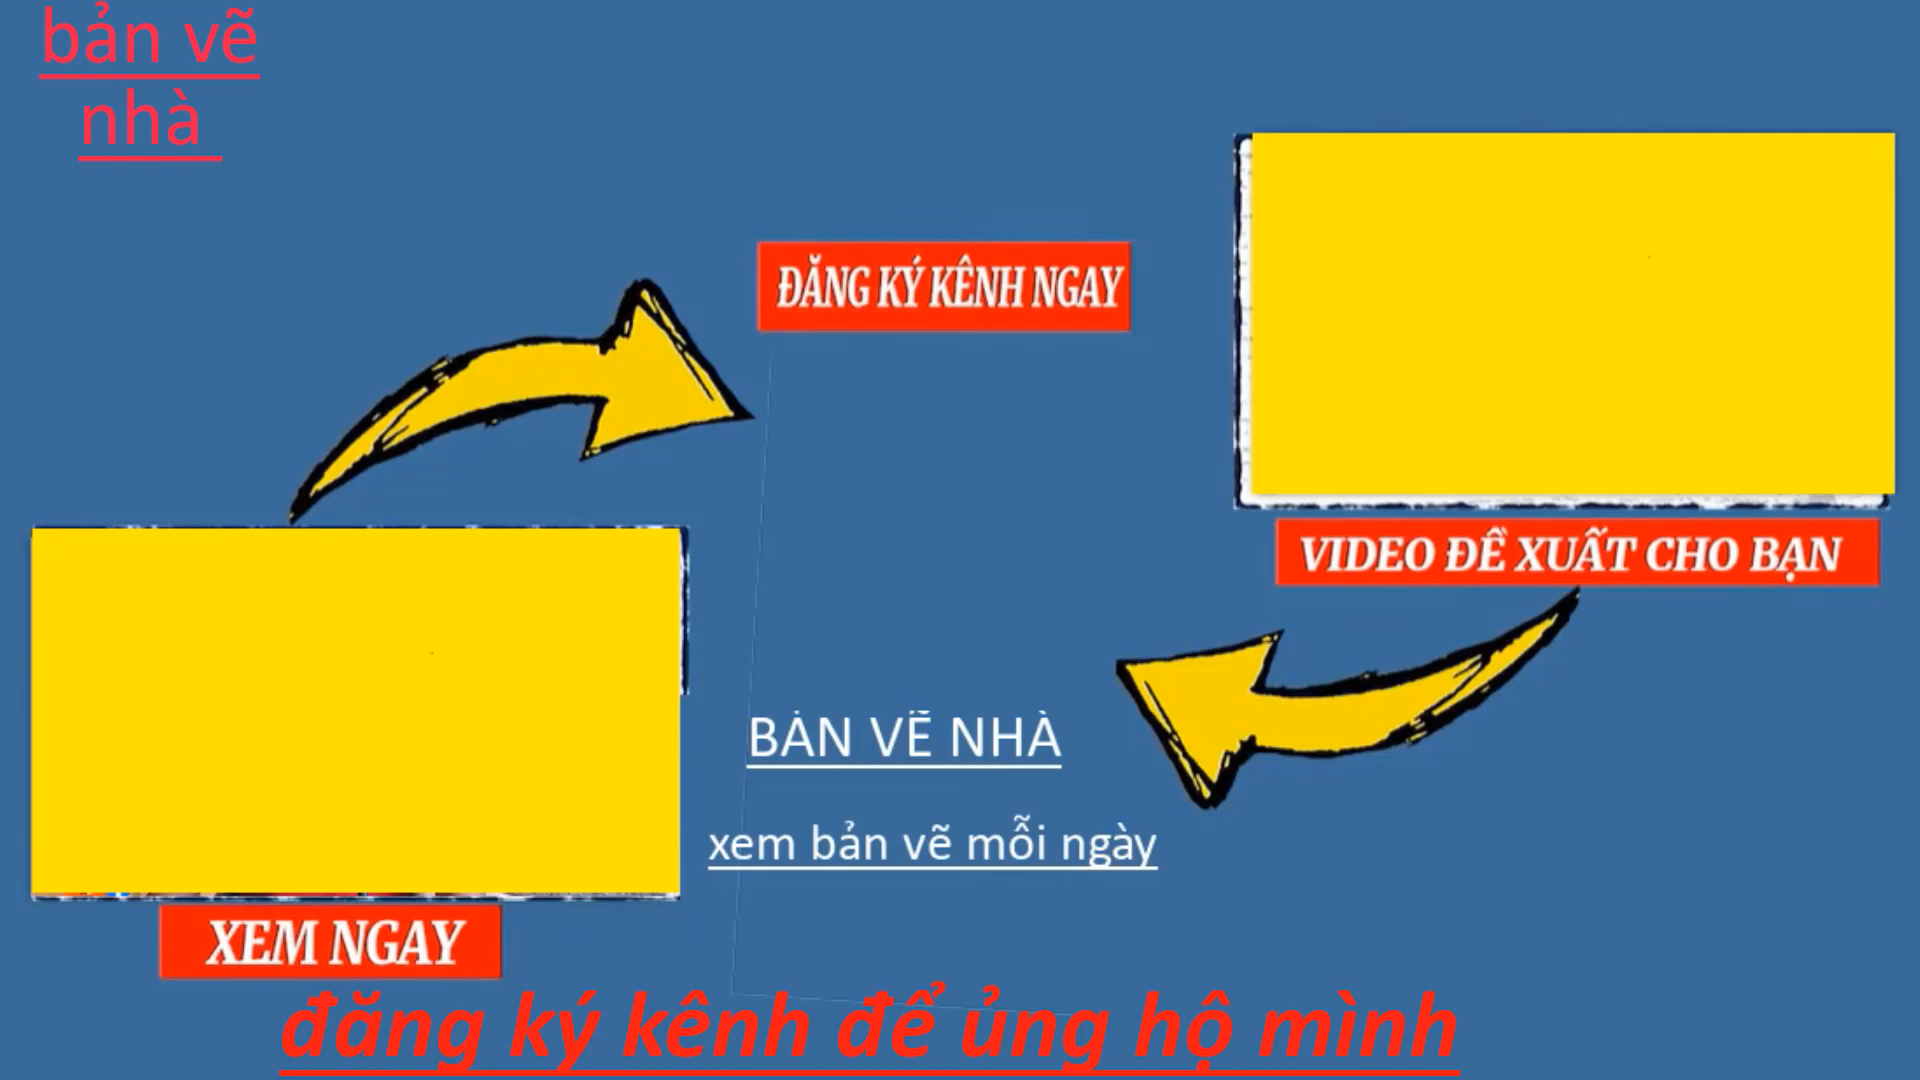 bản vẽ
nhà
ĐĂNG KÝ KÊNH NGAY
VIDEO ĐỀ XUẤT CHO BẠN
BẢN VẼ NHÀ
xem bản vẽ mỗi ngày
XEM NGAY
đăng ký kênh để ủng hộ mình